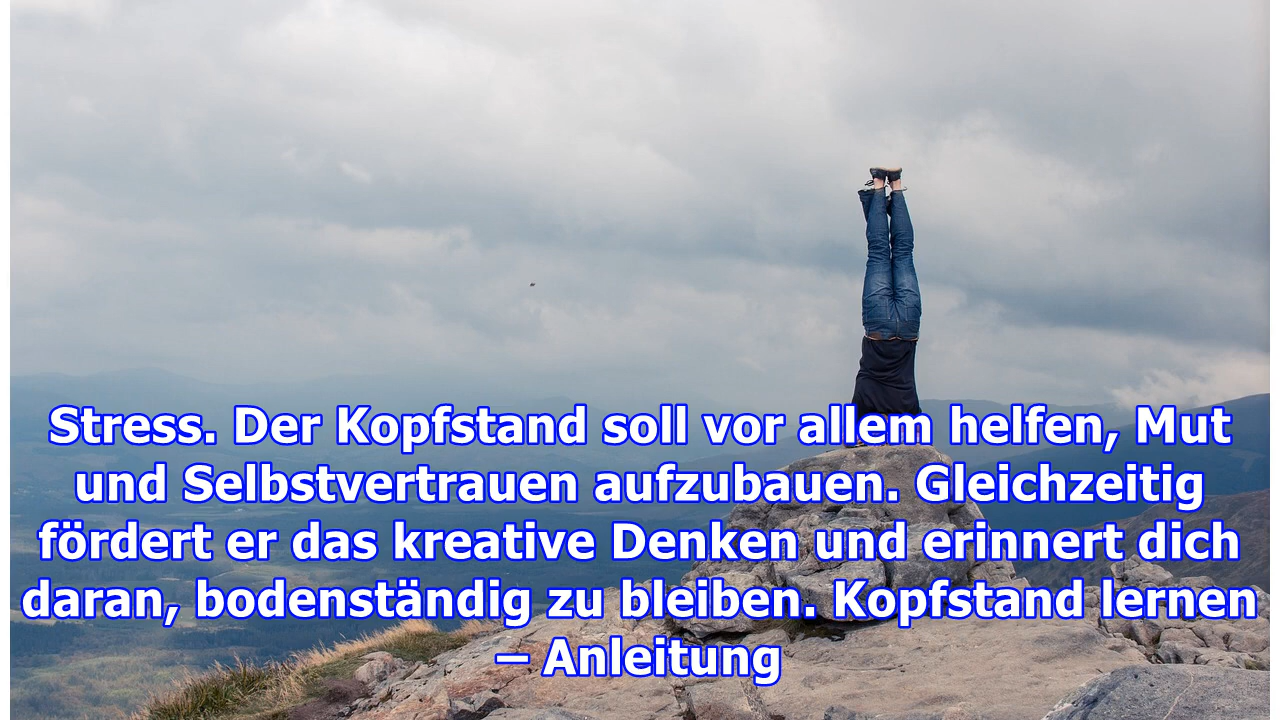 Stress. Der Kopfstand soll vor allem helfen, Mut
und Selbstvertrauen aufzubauen. Gleichzeitig
fördert er das kreative Denken und erinnert dich
daran, bodenständig zu bleiben. Kopfstand lernen
– Anleitung